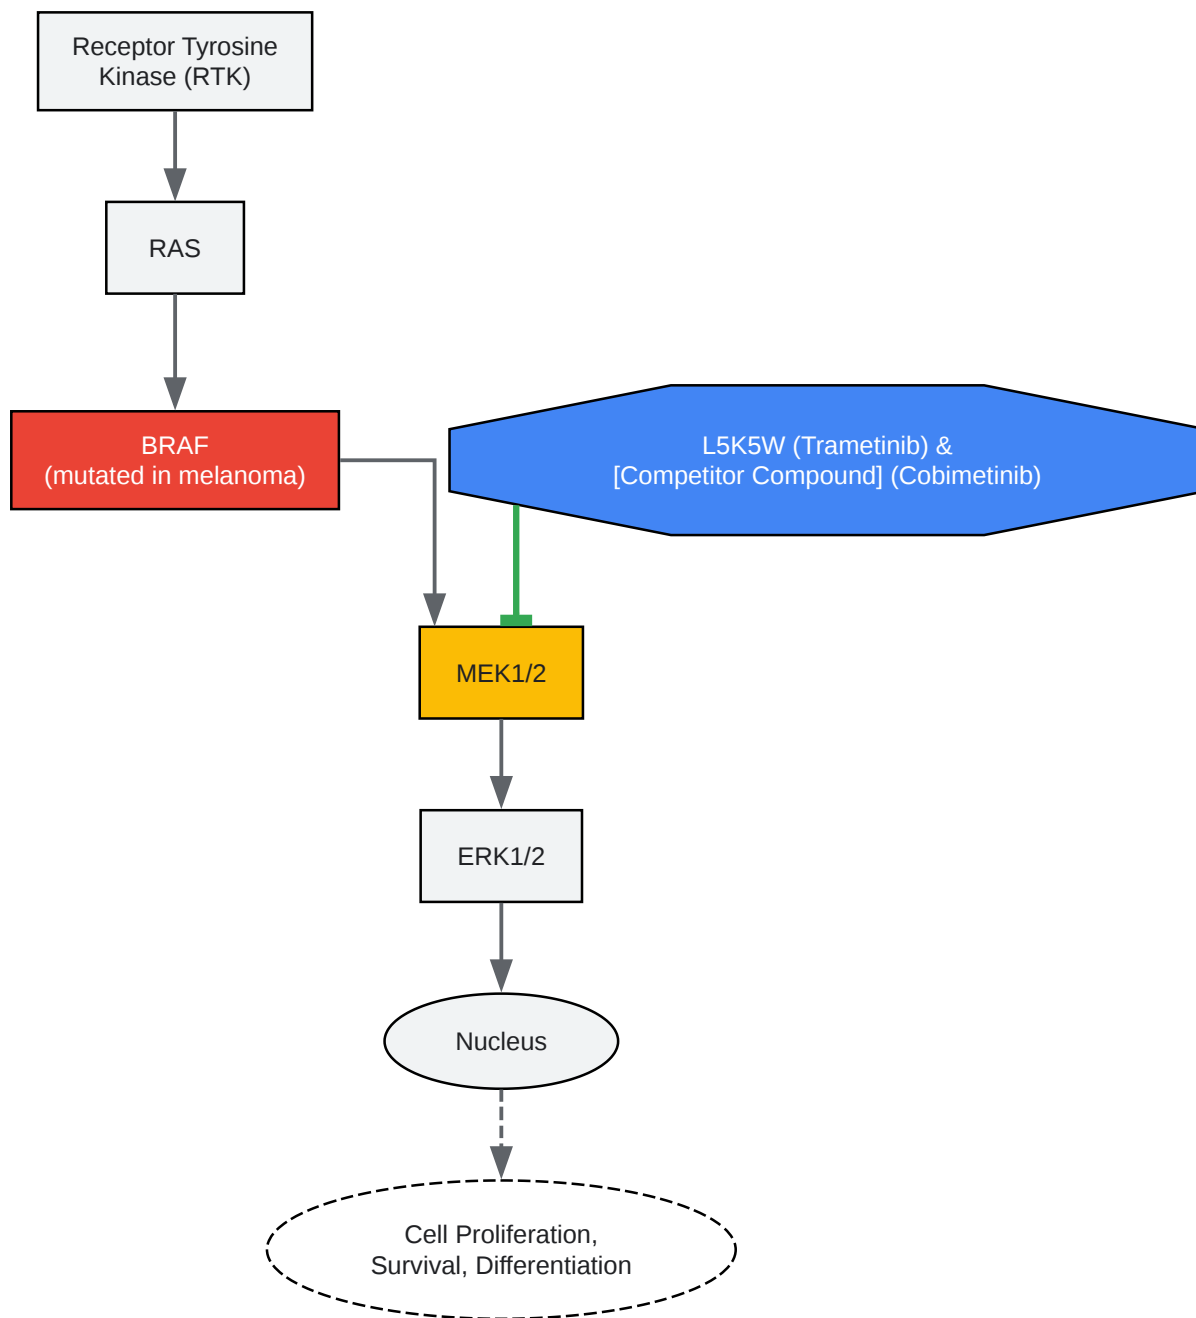 Receptor Tyrosine
Kinase (RTK)
RAS
BRAF
(mutated in melanoma)
L5K5W (Trametinib) &
[Competitor Compound] (Cobimetinib)
MEK1/2
ERK1/2
Nucleus
Cell Proliferation,
Survival, Differentiation